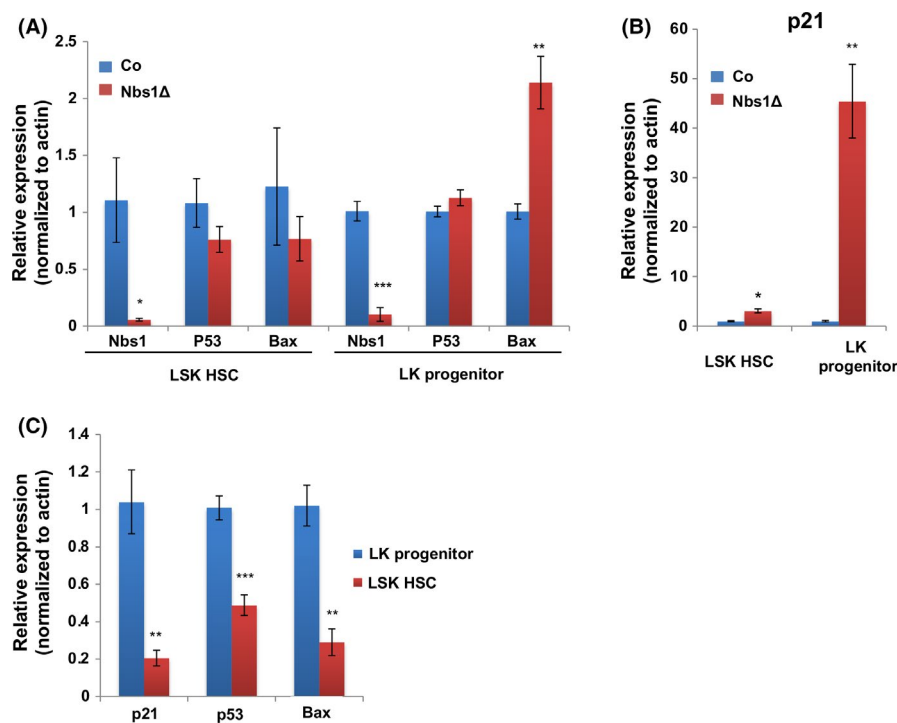 (A)
2.5
2
1.5
1
0.5
0
Relative expression
(normalized to actin)
Co
Nbs1Δ
*
***
**
Nbs1 P53 Bax Nbs1 P53 Bax
LSK HSC LK progenitor
(B)
p21
60
50
40
30
20
10
0
Relative expression
(normalized to actin)
Co
Nbs1Δ
*
**
LSK HSC LK
progenitor
(C)
1.4
1.2
1
0.8
0.6
0.4
0.2
0
Relative expression
(normalized to actin)
LK progenitor
LSK HSC
**
***
**
p21 p53 Bax